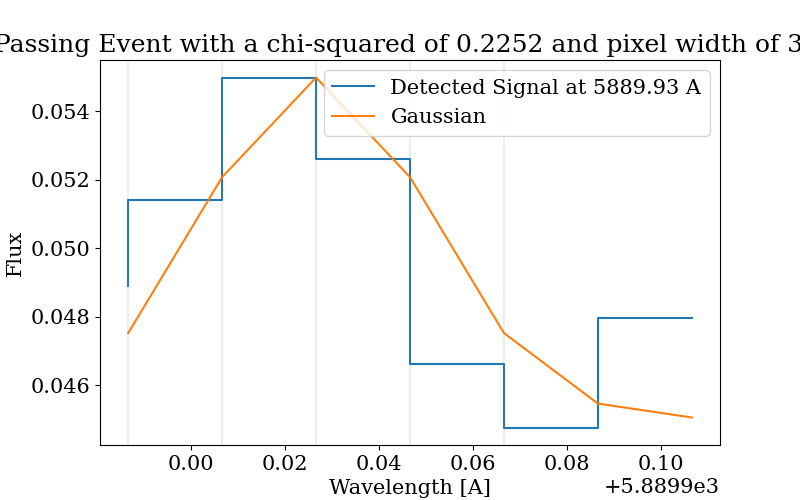 Passing Event with a chi-squared of 0.2252 and pixel width of 3
Detected Signal at 5889.93 A
Gaussian
Flux
0.054
0.052
0.050
0.048
0.046
0.00 0.02 0.04 0.06 0.08 0.10
+5.8899e3
Wavelength [A]